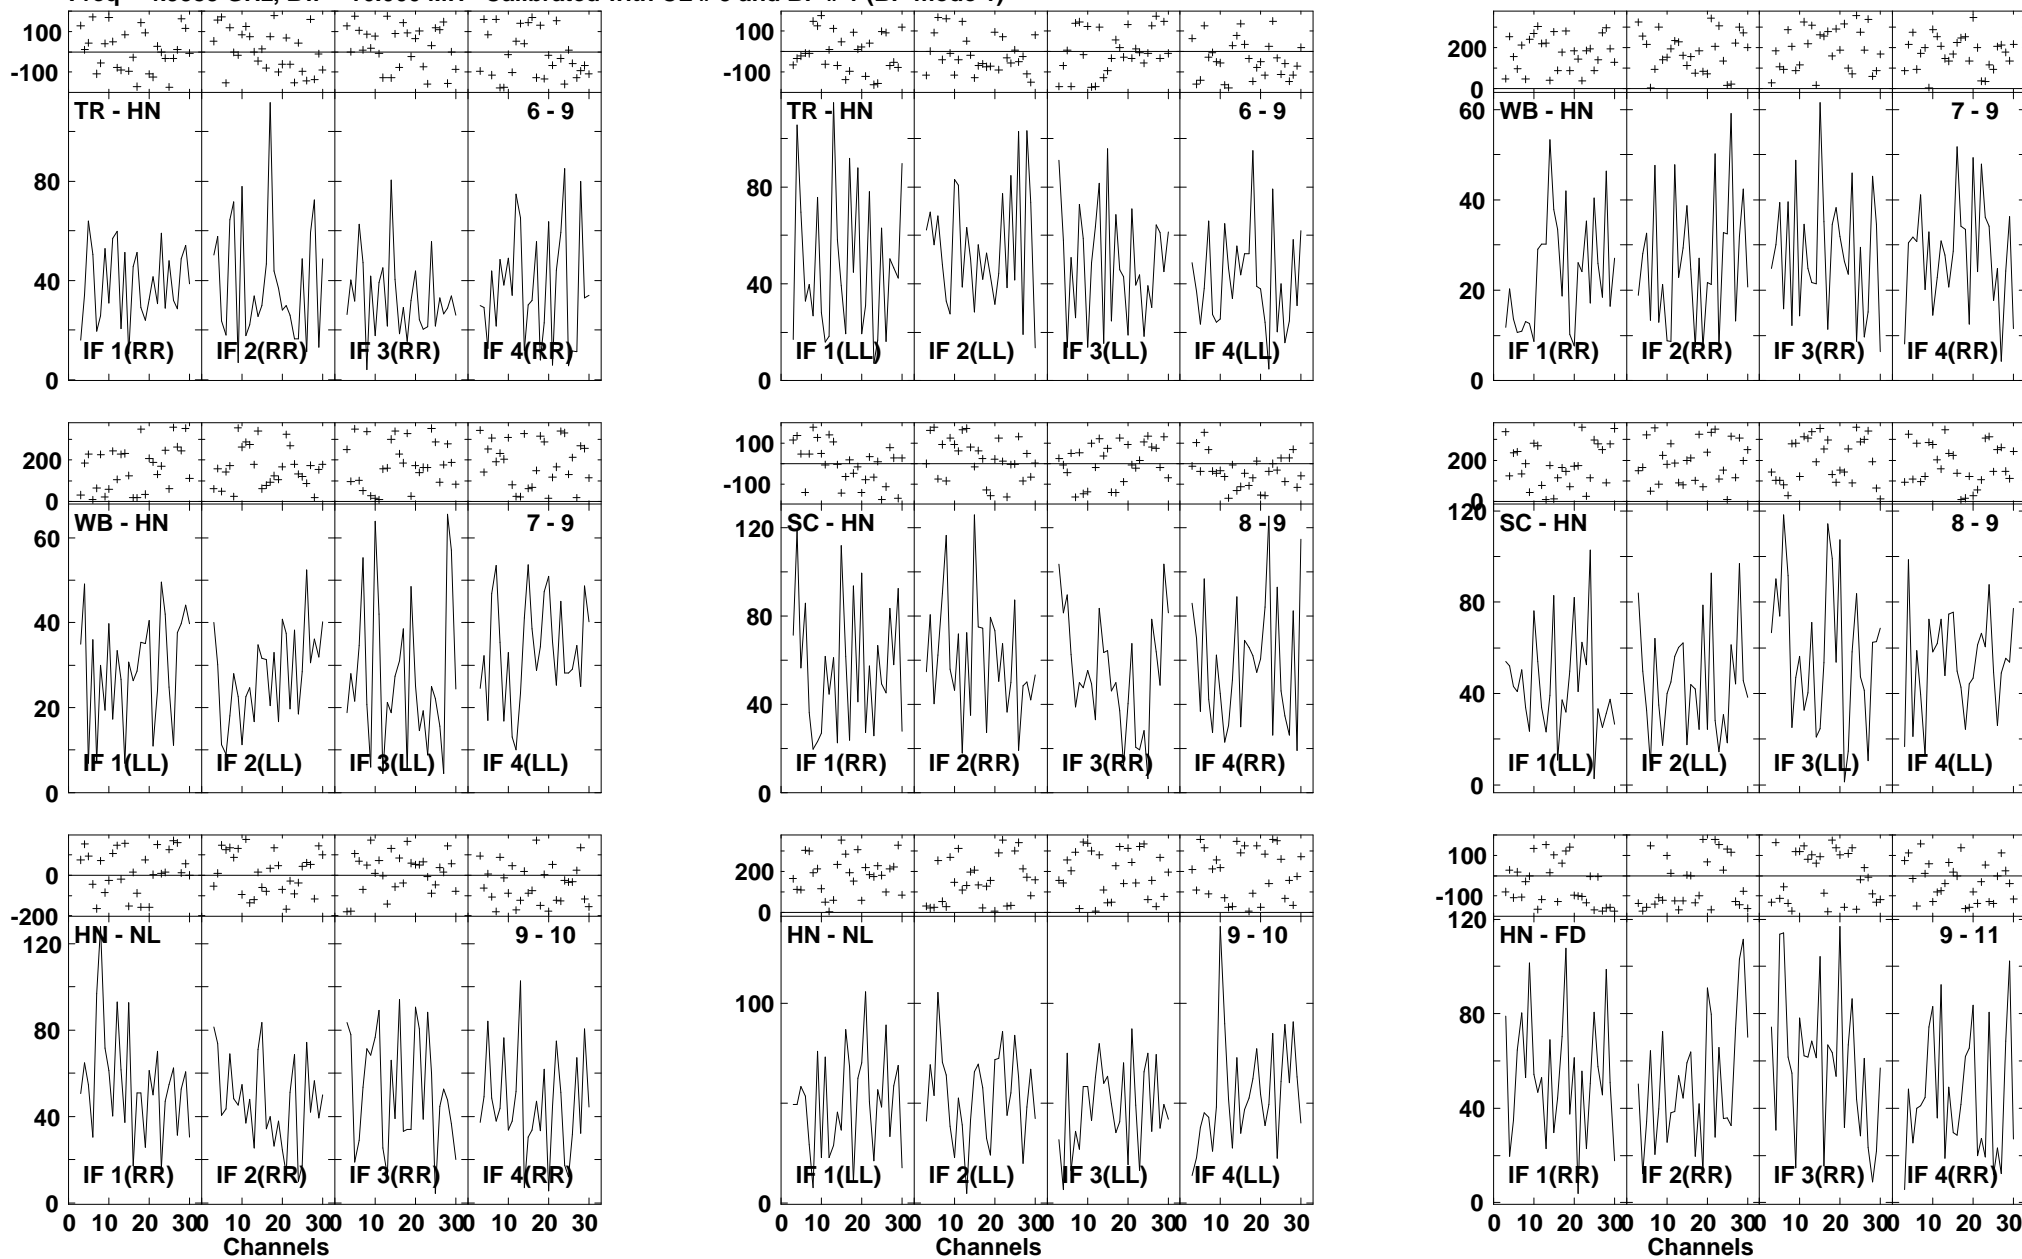 100 -100 100 -100 200 0
TR - HN 6 - 9 TR - HN 6 - 9 WB - HN 7 - 9
80 40 0 80 40 0 60 40 20 0
IF 1(RR) IF 2(RR) IF 3(RR) IF 4(RR) IF 1(LL) IF 2(LL) IF 3(LL) IF 4(LL) IF 1(RR) IF 2(RR) IF 3(RR) IF 4(RR)
200 0 100 -100 200 0
WB - HN 7 - 9 SC - HN 8 - 9 SC - HN 8 - 9
60 40 20 0 120 80 40 0 120 80 40 0
IF 1(LL) IF 2(LL) IF 3(LL) IF 4(LL) IF 1(RR) IF 2(RR) IF 3(RR) IF 4(RR) IF 1(LL) IF 2(LL) IF 3(LL) IF 4(LL)
0 -200 200 0 100 -100
HN - NL 9 - 10 HN - NL 9 - 10 HN - FD 9 - 11
120 80 40 0 100 0 120 80 40 0
IF 1(RR) IF 2(RR) IF 3(RR) IF 4(RR) IF 1(LL) IF 2(LL) IF 3(LL) IF 4(LL) IF 1(RR) IF 2(RR) IF 3(RR) IF 4(RR)
0 10 20 30 0 10 20 30 0 10 20 30 0 10 20 30 0 10 20 30 0 10 20 30 0 10 20 30 0 10 20 30 0 10 20 30 0 10 20 30 0 10 20 30 0 10 20 30
Channels Channels Channels